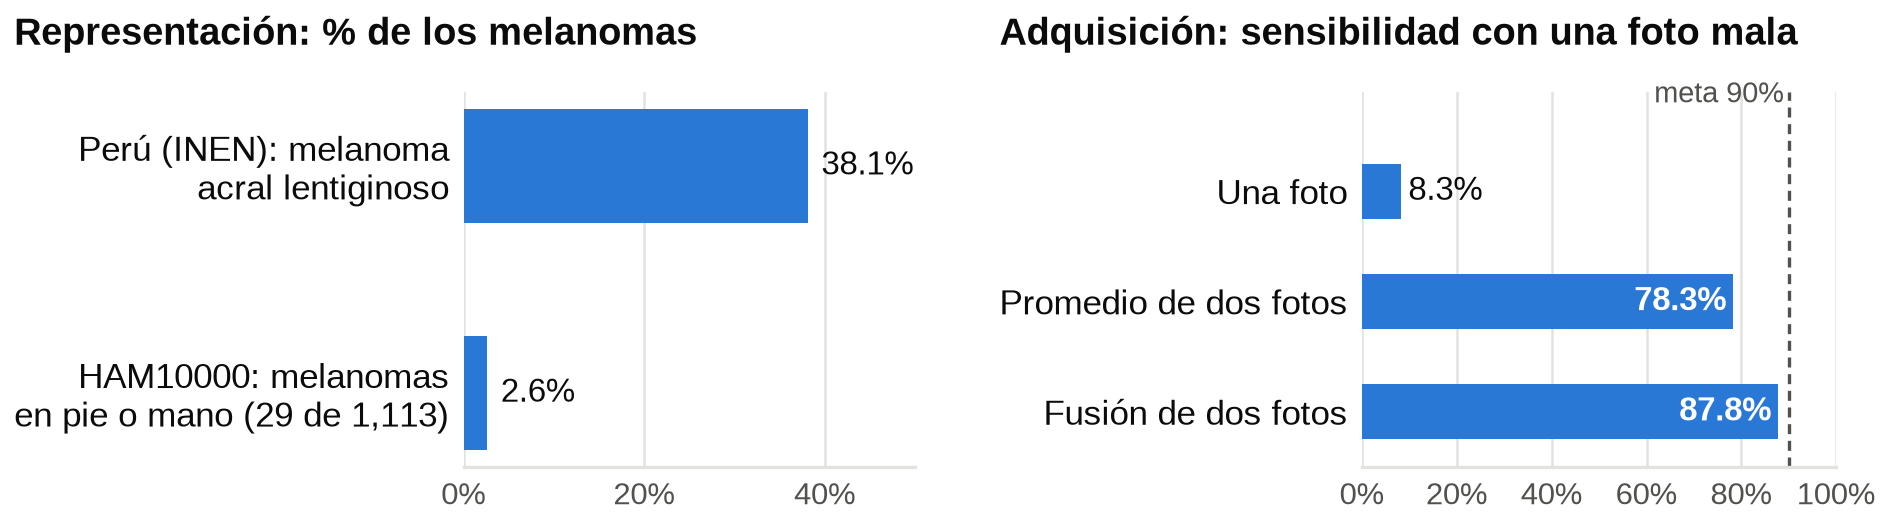 Representación: % de los melanomas
Perú (INEN): melanoma
acral lentiginoso
38.1%
HAM10000: melanomas
en pie o mano (29 de 1,113)
2.6%
0%
20%
40%
Adquisición: sensibilidad con una foto mala
meta 90%
Una foto
8.3%
Promedio de dos fotos
78.3%
Fusión de dos fotos
87.8%
0%
20%
40%
60%
80%
100%